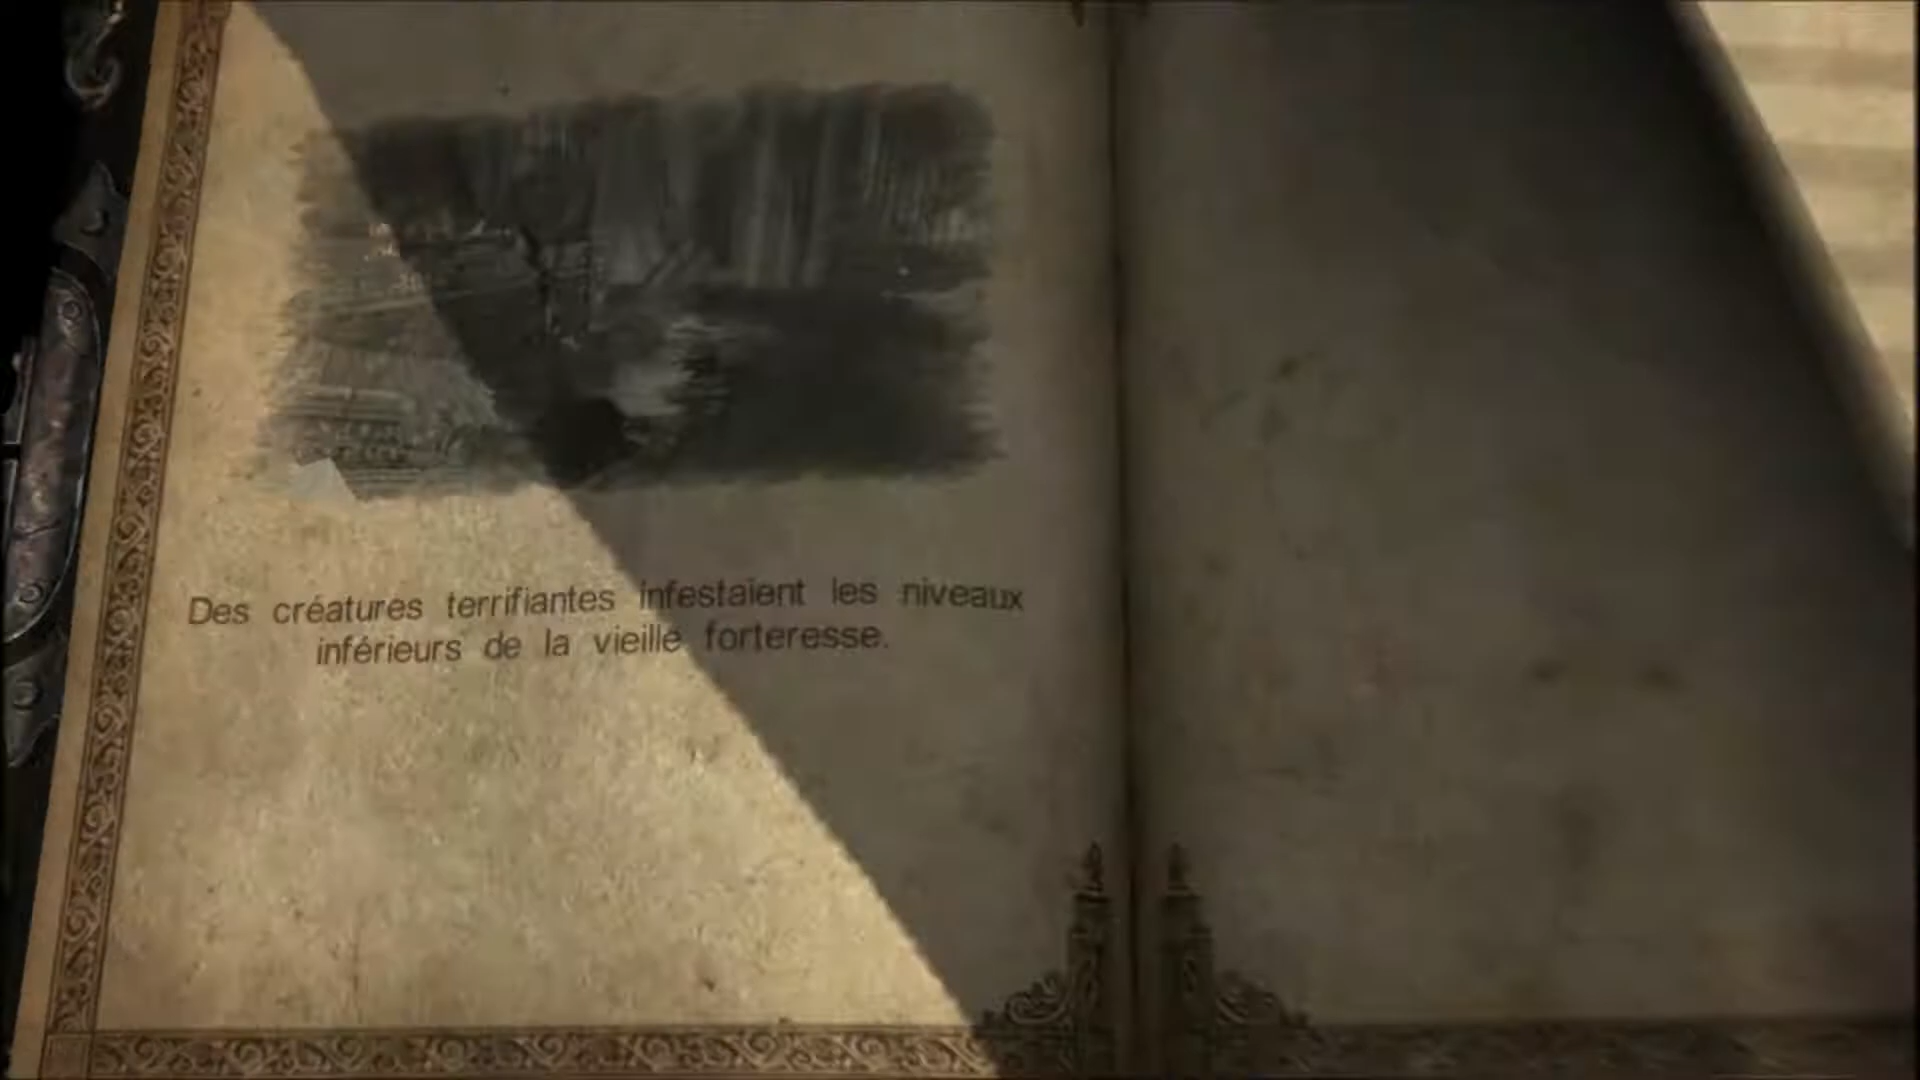 Des créatures terrifiantes infestaient les niveaux
inférieurs de la vieille forteresse.